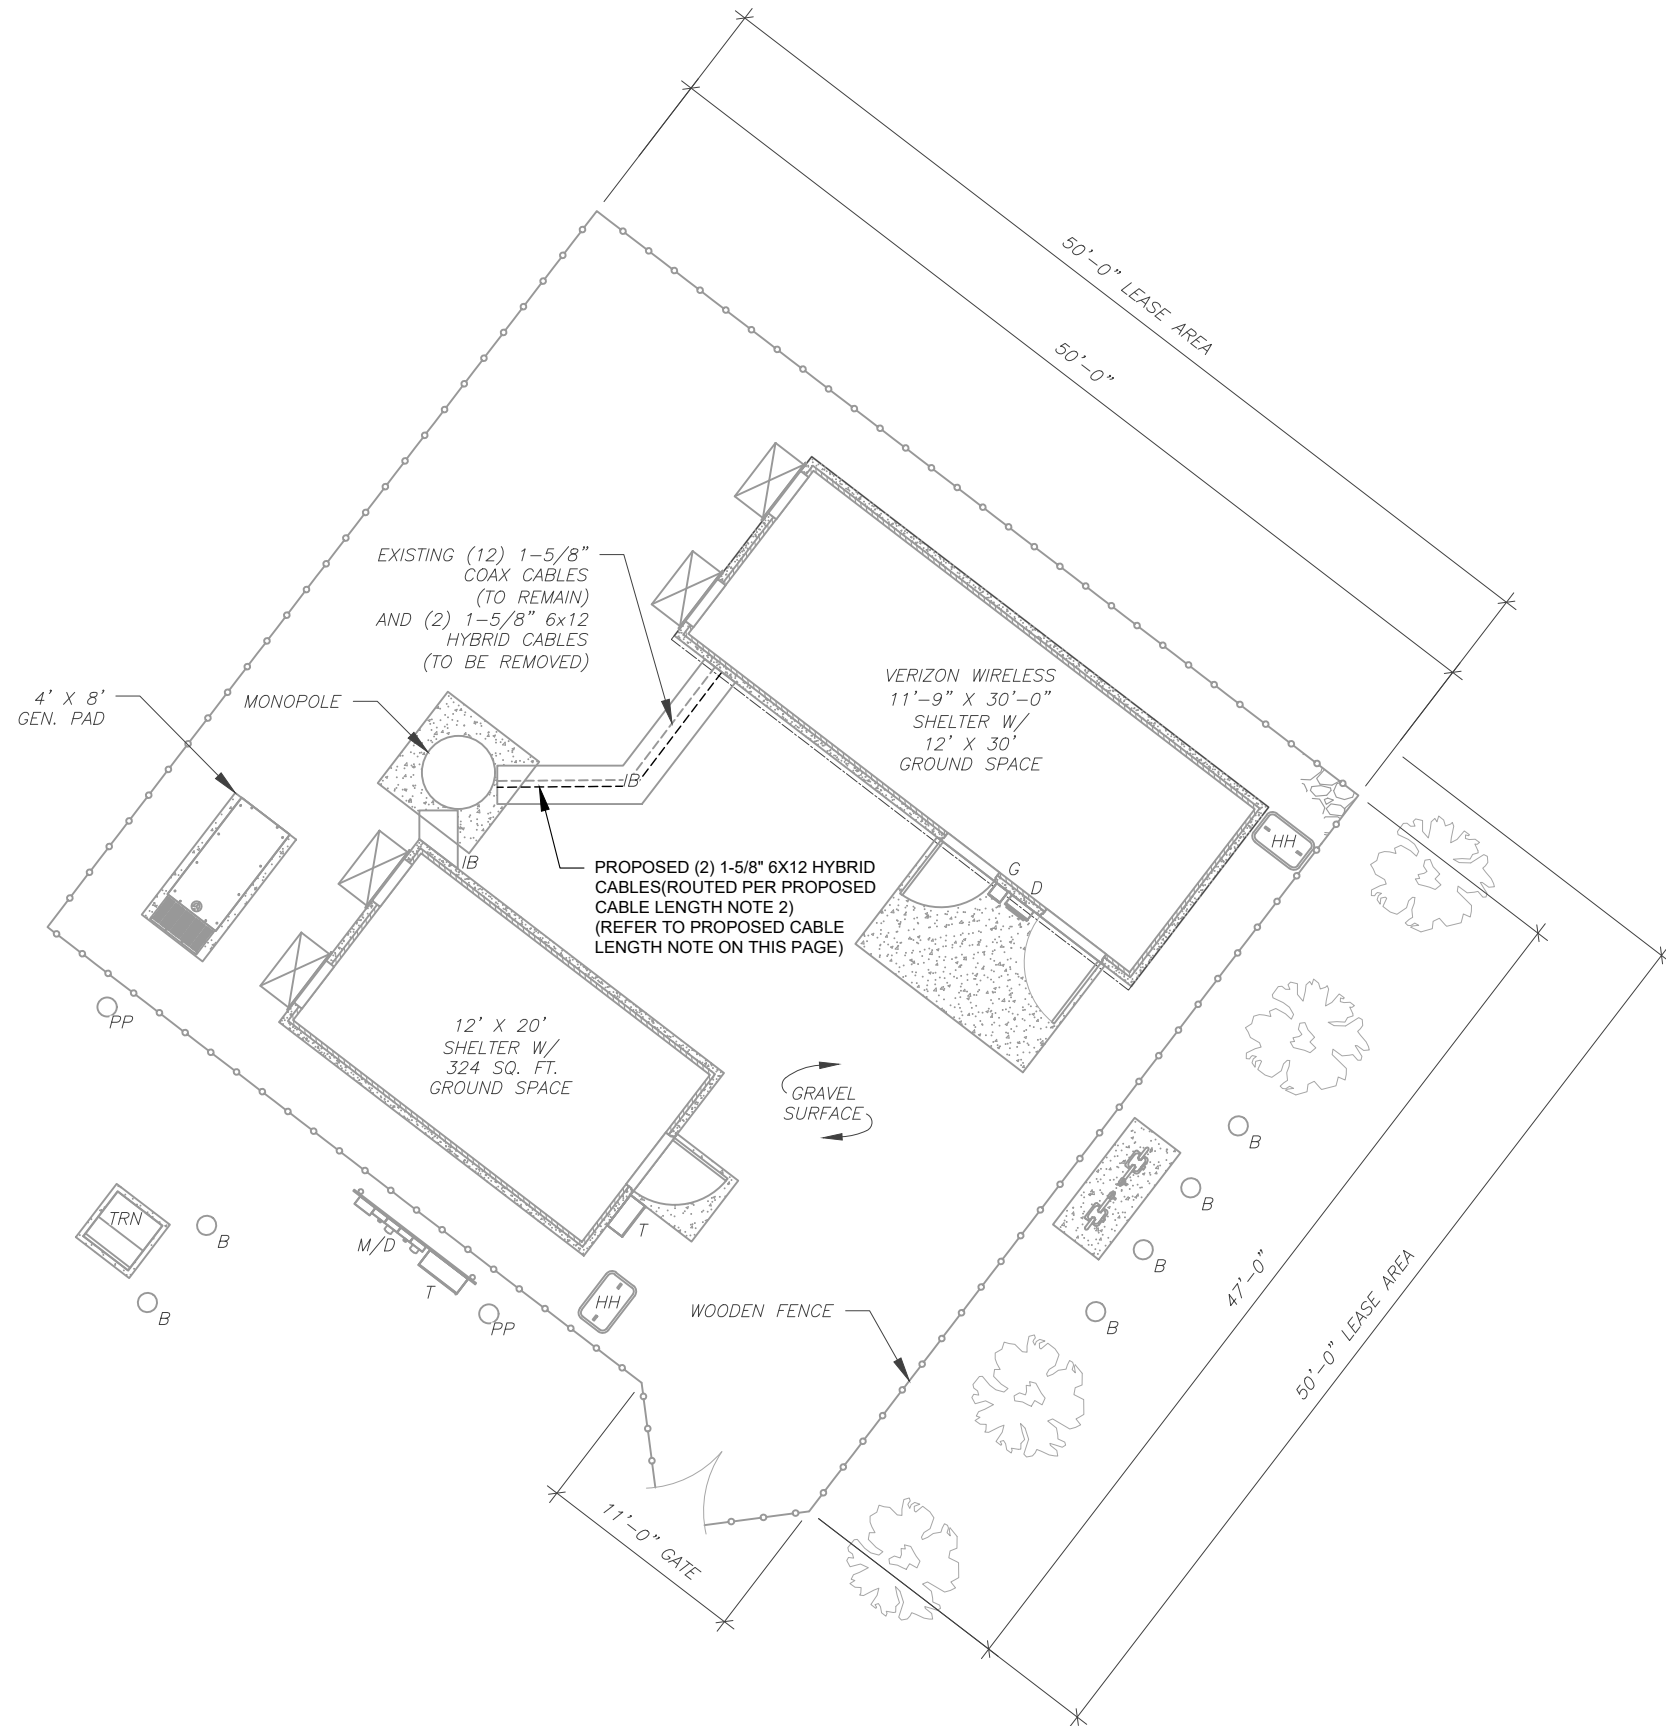 50'-0" LEASE AREA
50'-0"
EXISTING (12) 1-5/8"
COAX CABLES
(TO REMAIN)
AND (2) 1-5/8" 6x12
HYBRID CABLES
(TO BE REMOVED)
4' X 8'
GEN. PAD
MONOPOLE
VERIZON WIRELESS
11'-9" X 30'-0"
SHELTER W/
12' X 30'
GROUND SPACE
IB
IB
HH
PROPOSED (2) 1-5/8" 6X12 HYBRID
CABLES(ROUTED PER PROPOSED
CABLE LENGTH NOTE 2)
(REFER TO PROPOSED CABLE
LENGTH NOTE ON THIS PAGE)
G
D
PP
12' X 20'
SHELTER W/
324 SQ. FT.
GROUND SPACE
GRAVEL
SURFACE
B
B
B
B
TRN
B
B
M/D
T
T
HH
PP
WOODEN FENCE
47'-0"
50'-0" LEASE AREA
11'-0" GATE